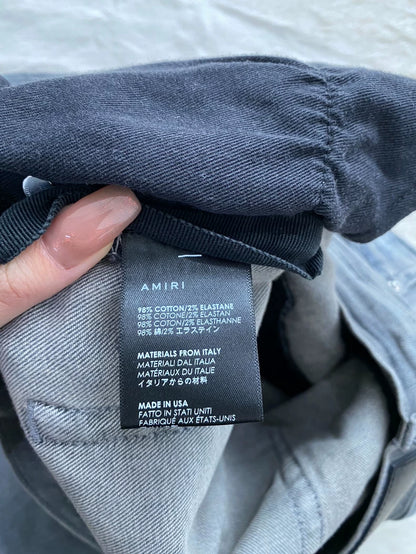 AMIRI
98% COTTON/2% ELASTANE
98% COTONE/2% ELASTAN
98% COTON/2% ELASTHANNE
98% 綿/2% エラステイン
MATERIALS FROM ITALY
MATERIALI DAL ITALIA
MATÉRIAUX DU ITALIE
イタリアからの材料
MADE IN USA
FATTO IN STATI UNITI
FABRIQUÉ AUX ÉTATS-UNIS